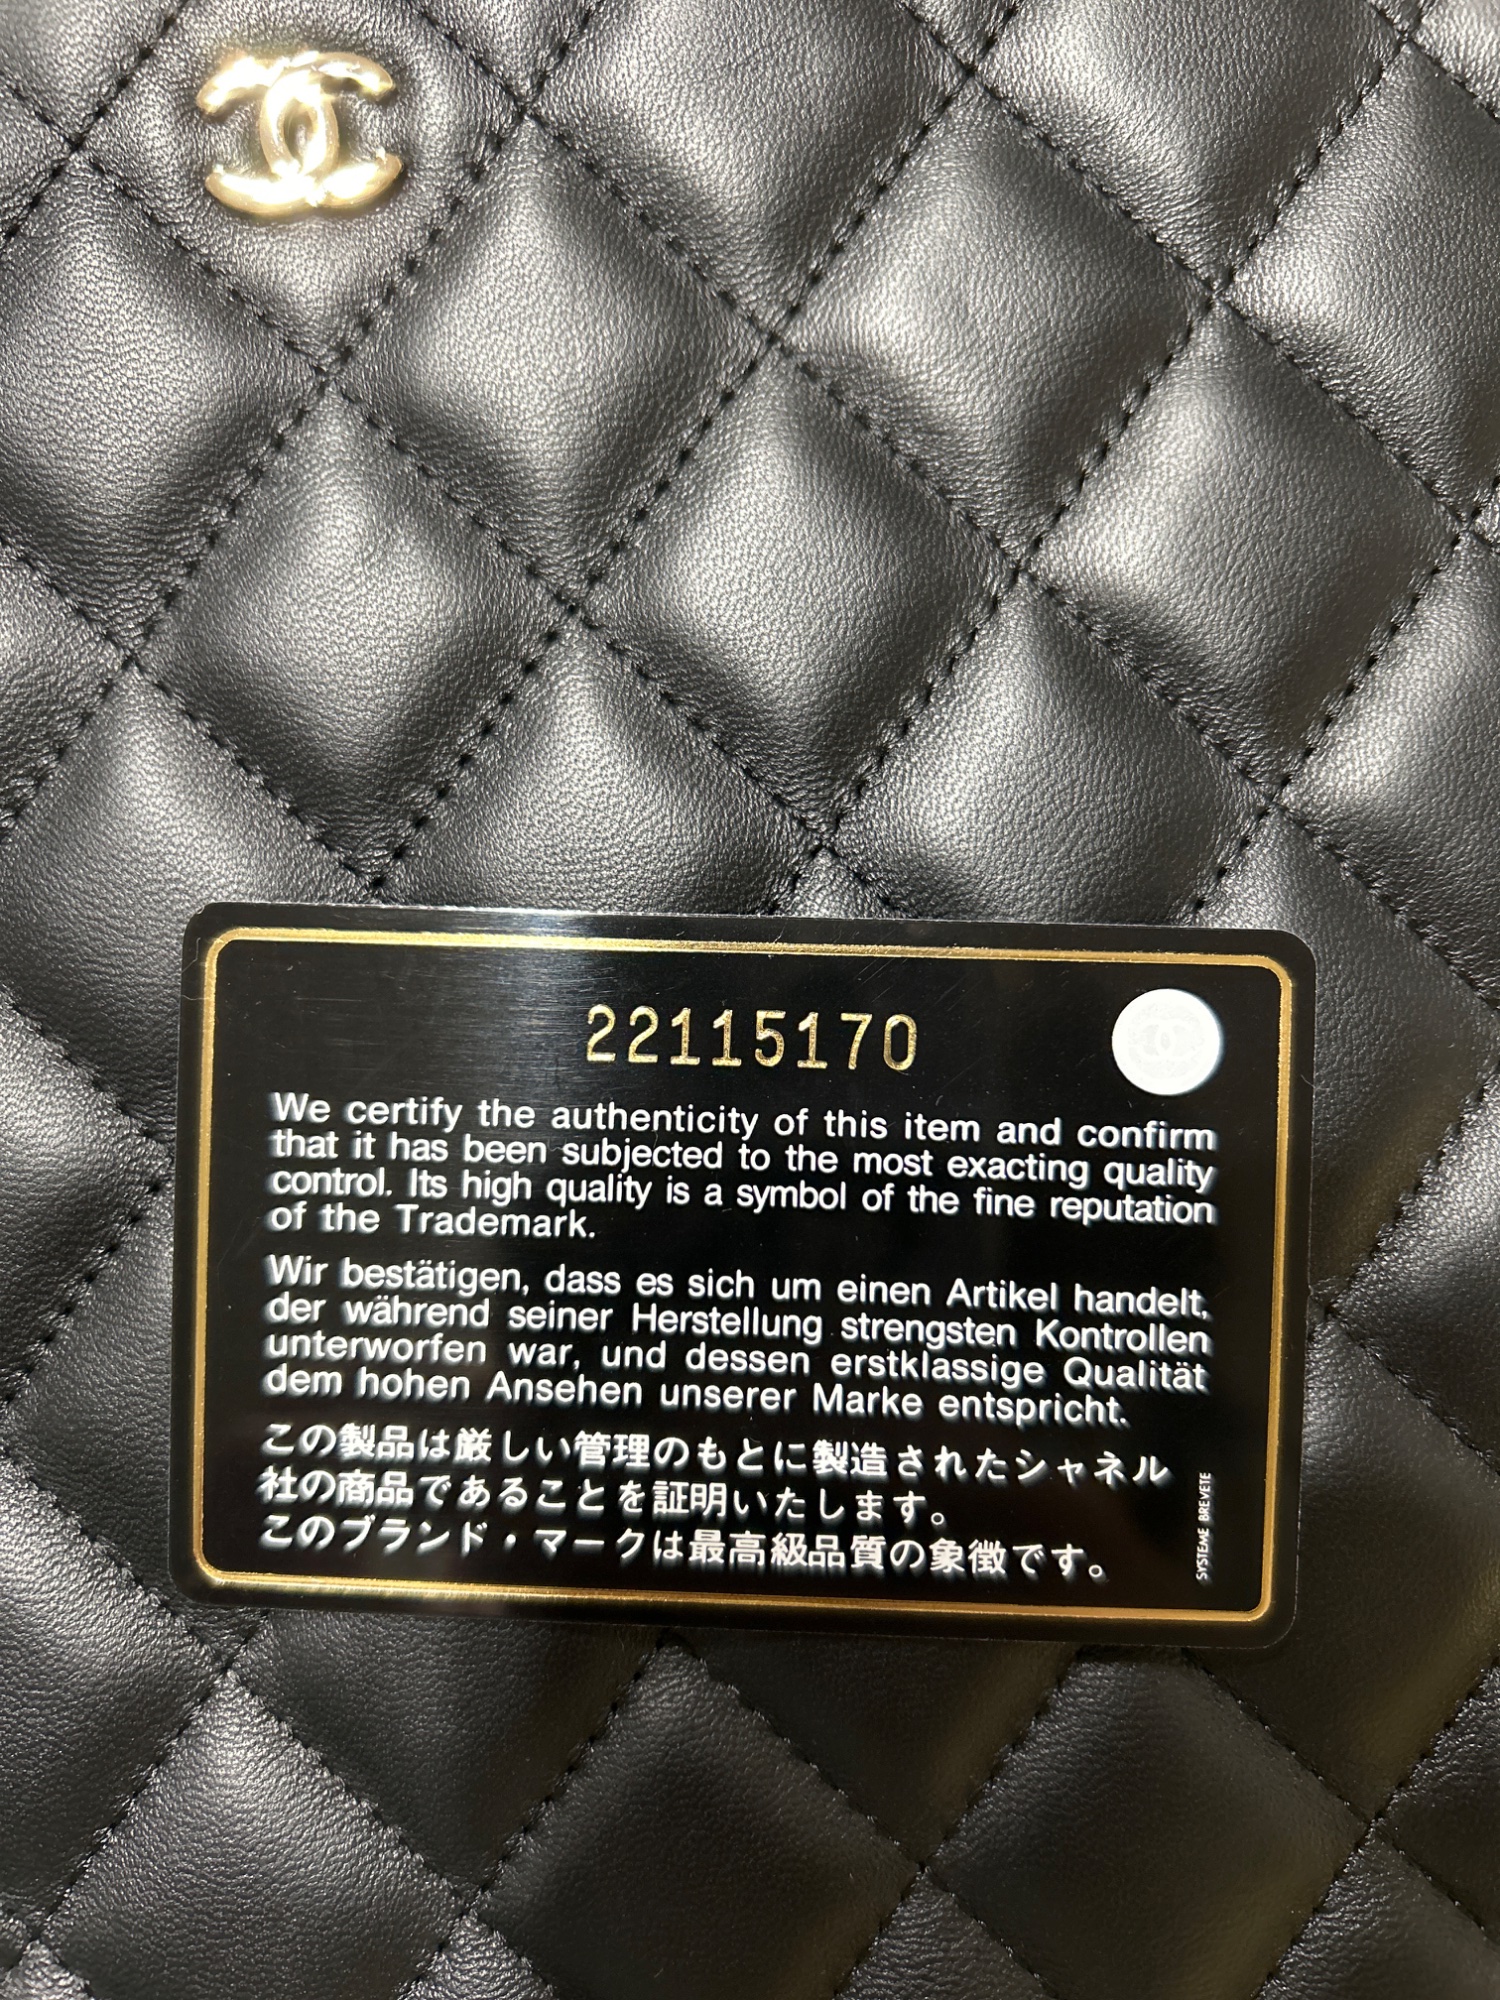 22115170
We certify the authenticity of this item and confirm
that it has been subjected to the most exacting quality
control. Its high quality is a symbol of the fine reputation
of the Trademark.
Wir bestätigen, dass es sich um einen Artikel handelt,
der während seiner Herstellung strengsten Kontrollen
unterworfen war, und dessen erstklassige Qualität
dem hohen Ansehen unserer Marke entspricht.
この製品は厳しい管理のもとに製造されたシャネル
社の商品であることを証明いたします。
このブランド・マークは最高級品質の象徴です。
SYSTEME BREVETE